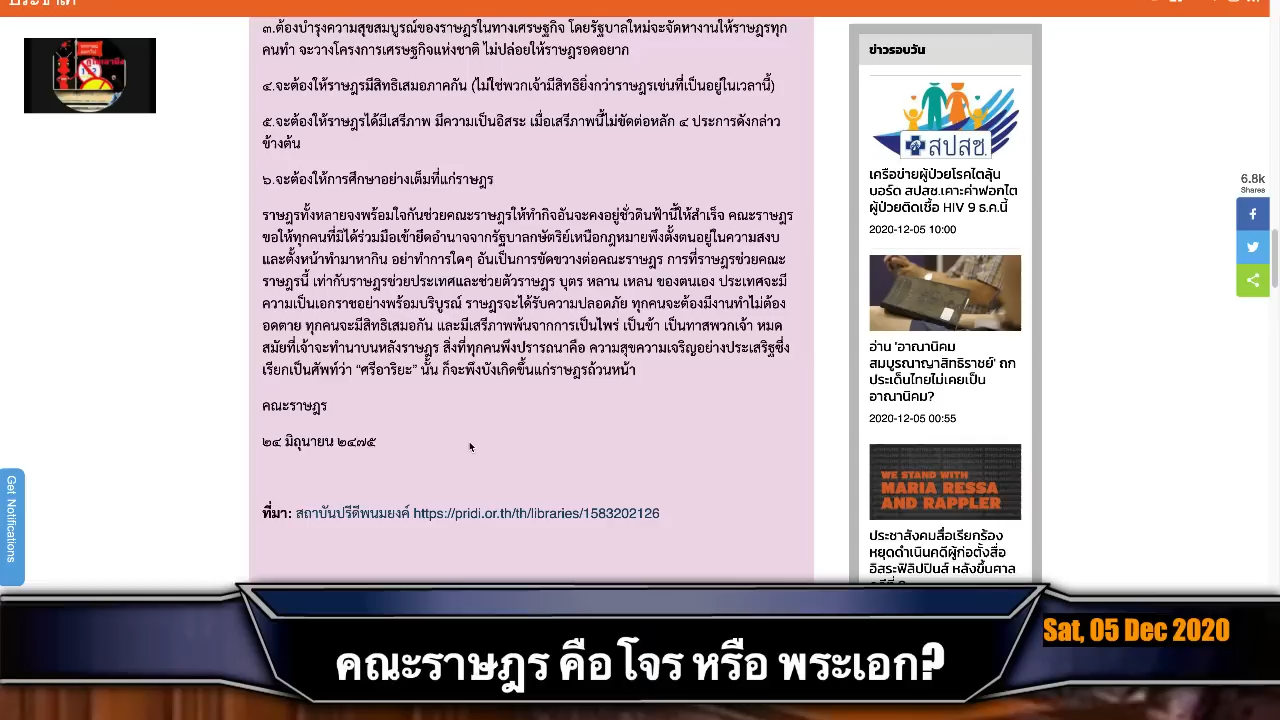 ประชาไท
๓.ต้องบำรุงความสุขสมบูรณ์ของราษฎรในทางเศรษฐกิจ โดยรัฐบาลใหม่จะจัดหางานให้ราษฎรทุก
คนทำ จะวางโครงการเศรษฐกิจแห่งชาติ ไม่ปล่อยให้ราษฎรอดอยาก
๔.จะต้องให้ราษฎรมีสิทธิเสมอภาคกัน (ไม่ใช่พวกเจ้ามีสิทธิยิ่งกว่าราษฎรเช่นที่เป็นอยู่ในเวลานี้)
๕.จะต้องให้ราษฎรได้มีเสรีภาพ มีความเป็นอิสระ เมื่อเสรีภาพนี้ไม่ขัดต่อหลัก ๔ ประการดังกล่าว
ข้างต้น
๖.จะต้องให้การศึกษาอย่างเต็มที่แก่ราษฎร
ราษฎรทั้งหลายจงพร้อมใจกันช่วยคณะราษฎรให้ทำกิจอันจะคงอยู่ชั่วดินฟ้านี้ให้สำเร็จ คณะราษฎร
ขอให้ทุกคนที่มิได้ร่วมมือเข้ายึดอำนาจจากรัฐบาลกษัตริย์เหนือกฎหมายพึงตั้งตนอยู่ในความสงบ
และตั้งหน้าทำมาหากิน อย่าทำการใดๆ อันเป็นการขัดขวางต่อคณะราษฎร การที่ราษฎรช่วยคณะ
ราษฎรนี้ เท่ากับราษฎรช่วยประเทศและช่วยตัวราษฎร บุตร หลาน เหลน ของตนเอง ประเทศจะมี
ความเป็นเอกราชอย่างพร้อมบริบูรณ์ ราษฎรจะได้รับความปลอดภัย ทุกคนจะต้องมีงานทำไม่ต้อง
อดตาย ทุกคนจะมีสิทธิเสมอกัน และมีเสรีภาพพ้นจากการเป็นไพร่ เป็นข้า เป็นทาสพวกเจ้า หมด
สมัยที่เจ้าจะทำนาบนหลังราษฎร สิ่งที่ทุกคนพึงปรารถนาคือ ความสุขความเจริญอย่างประเสริฐซึ่ง
เรียกเป็นศัพท์ว่า “ศรีอาริยะ” นั้น ก็จะพึงบังเกิดขึ้นแก่ราษฎรถ้วนหน้า
คณะราษฎร
๒๔ มิถุนายน ๒๔๗๕
ที่มา: สถาบันปรีดีพนมยงค์ https://pridi.or.th/th/libraries/1583202126
ข่าวรอบวัน
สปสช.
เครือข่ายผู้ป่วยโรคไตลุ้น
บอร์ด สปสช.เคาะค่าฟอกไต
ผู้ป่วยติดเชื้อ HIV 9 ธ.ค.นี้
2020-12-05 10:00
อ่าน 'อาณานิคม
สมบูรณาญาสิทธิราชย์' ถก
ประเด็นไทยไม่เคยเป็น
อาณานิคม?
2020-12-05 00:55
WE STAND WITH
MARIA RESSA
AND RAPPLER
ประชาสังคมสื่อเรียกร้อง
หยุดดำเนินคดีผู้ก่อตั้งสื่อ
อิสระฟิลิปปินส์ หลังขึ้นศาล
6.8k
Shares
Get Notifications
Sat, 05 Dec 2020
คณะราษฎร คือ โจร หรือ พระเอก?